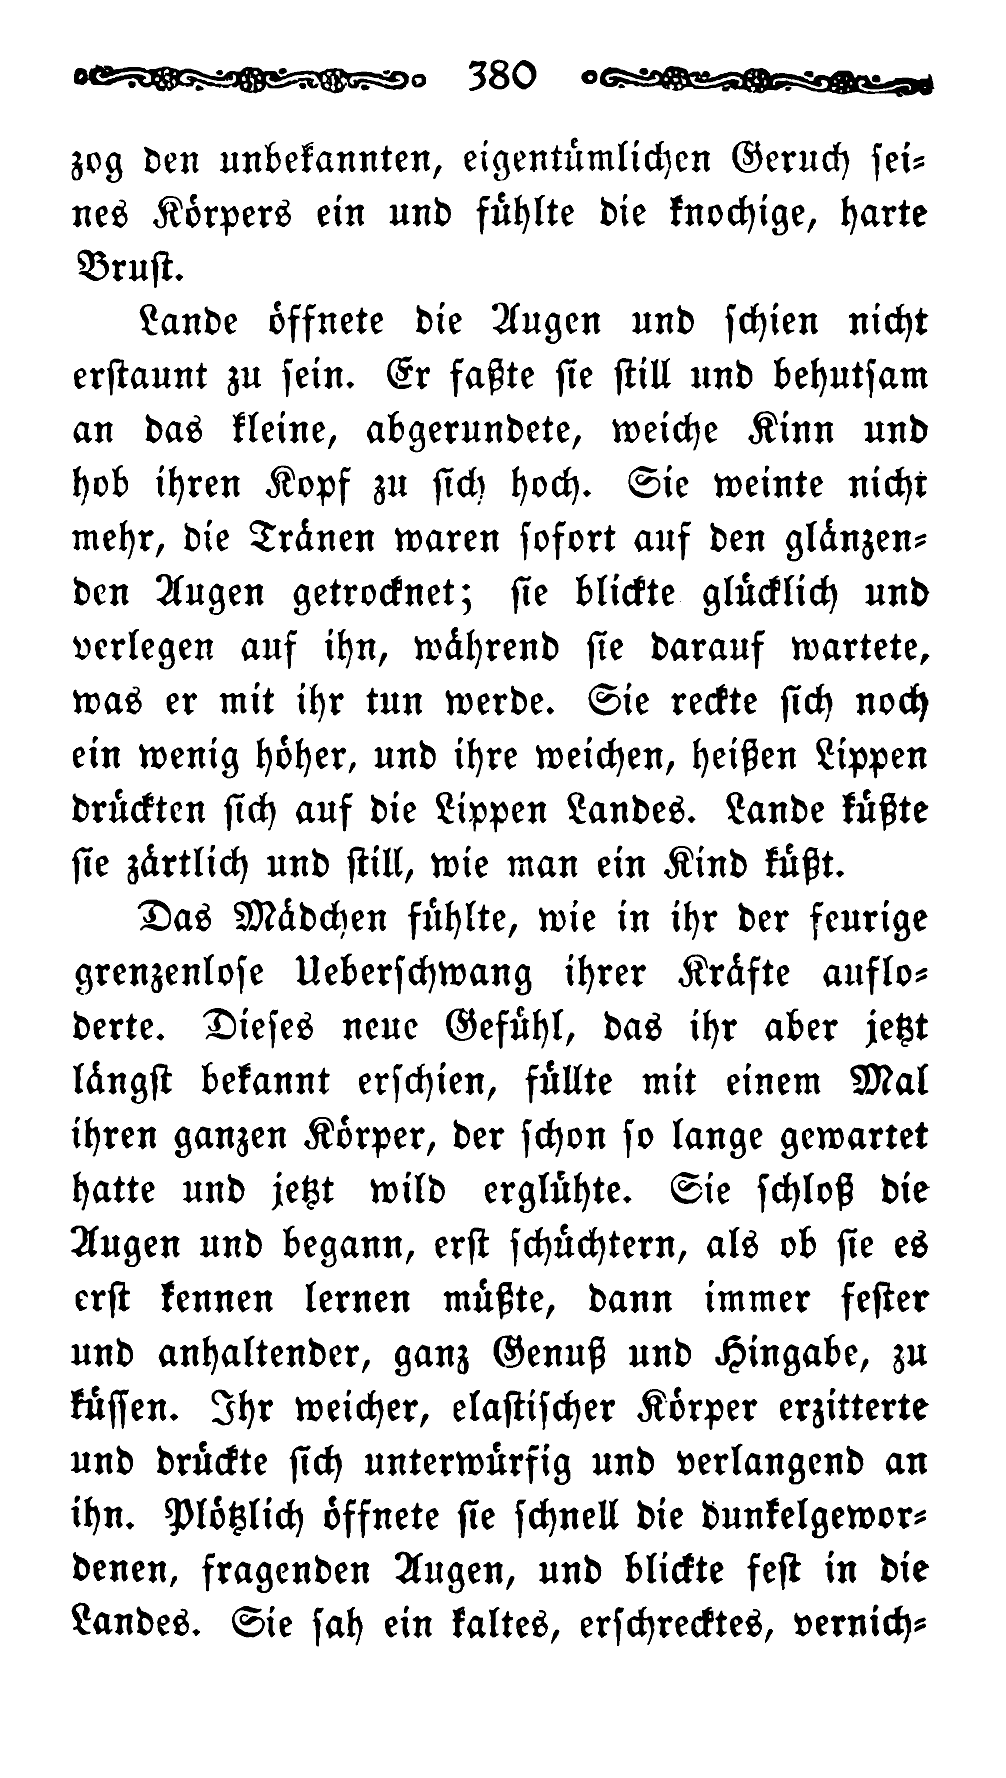 380
zog den unbekannten, eigentümlichen Geruch sei-
nes Körpers ein und fühlte die knochige, harte
Brust.
Lande öffnete die Augen und schien nicht
erstaunt zu sein. Er faßte sie still und behutsam
an das kleine, abgerundete, weiche Kinn und
hob ihren Kopf zu sich hoch. Sie weinte nicht
mehr, die Tränen waren sofort auf den glänzen-
den Augen getrocknet; sie blickte glücklich und
verlegen auf ihn, während sie darauf wartete,
was er mit ihr tun werde. Sie reckte sich noch
ein wenig höher, und ihre weichen, heißen Lippen
drückten sich auf die Lippen Landes. Lande küßte
sie zärtlich und still, wie man ein Kind küßt.
Das Mädchen fühlte, wie in ihr der feurige
grenzenlose Ueberschwang ihrer Kräfte auflo-
derte. Dieses neue Gefühl, das ihr aber jetzt
längst bekannt erschien, füllte mit einem Mal
ihren ganzen Körper, der schon so lange gewartet
hatte und jetzt wild erglühte. Sie schloß die
Augen und begann, erst schüchtern, als ob sie es
erst kennen lernen müßte, dann immer fester
und anhaltender, ganz Genuß und Hingabe, zu
küssen. Ihr weicher, elastischer Körper erzitterte
und drückte sich unterwürfig und verlangend an
ihn. Plötzlich öffnete sie schnell die dunkelgewor-
denen, fragenden Augen, und blickte fest in die
Landes. Sie sah ein kaltes, erschrecktes, vernich-